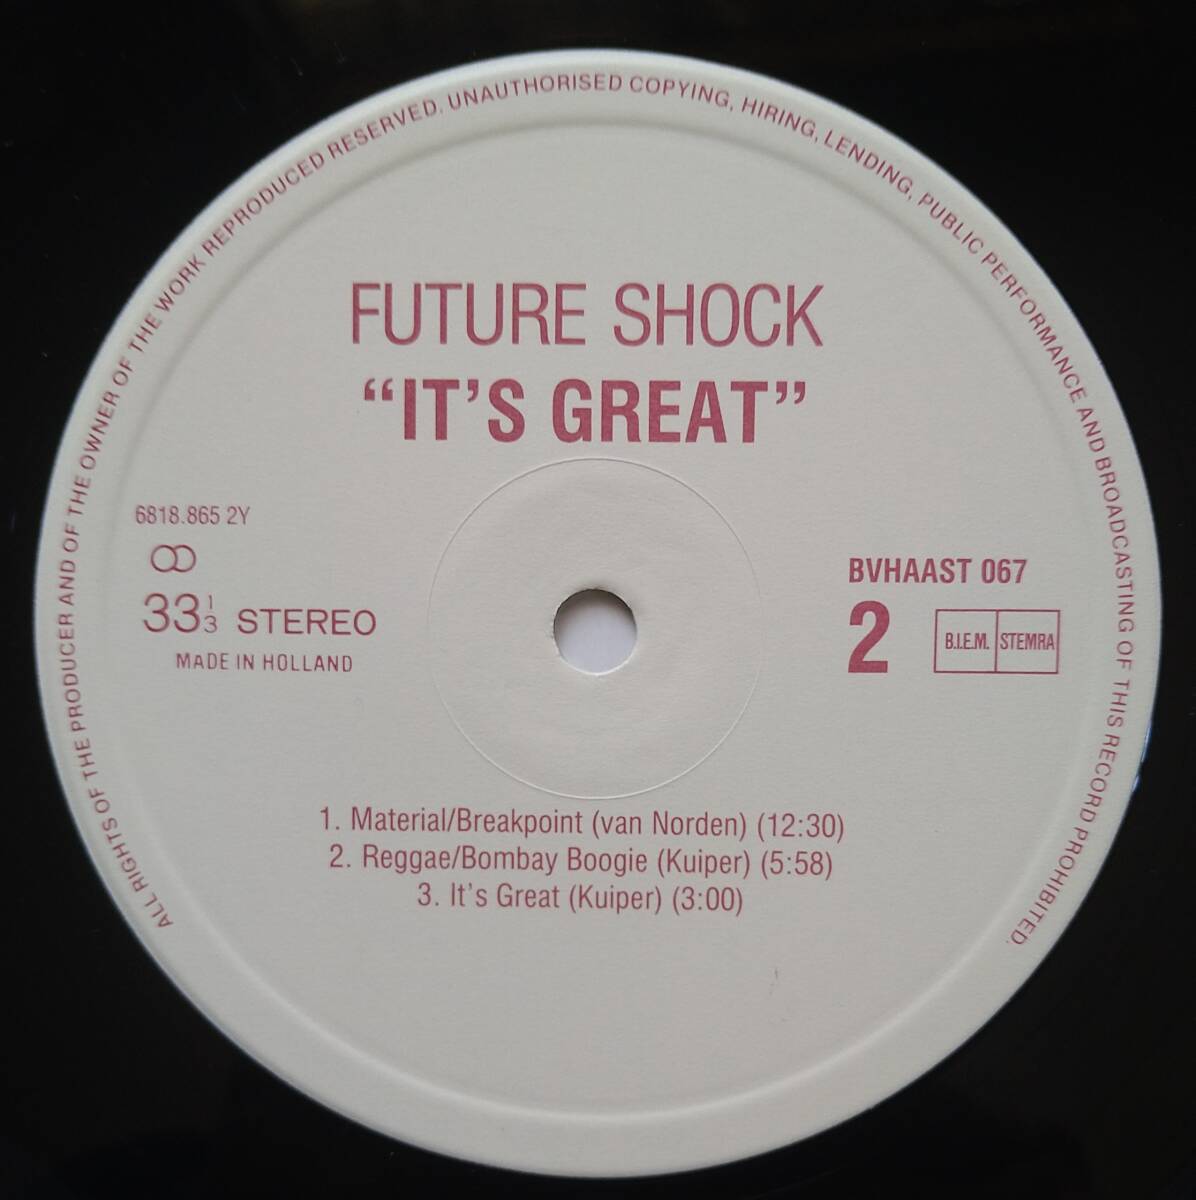 ALL RIGHTS OF THE PRODUCER AND OF THE OWNER OF THE WORK REPRODUCED RESERVED. UNAUTHORISED COPYING, HIRING, LENDING, PUBLIC PERFORMANCE AND BROADCASTING OF THIS RECORD PROHIBITED.
FUTURE SHOCK
“IT’S GREAT”
6818.865 2Y
33 1/3 STEREO
MADE IN HOLLAND
BVHAAST 067
2
B.I.E.M. STEMRA
1. Material/Breakpoint (van Norden) (12:30)
2. Reggae/Bombay Boogie (Kuiper) (5:58)
3. It's Great (Kuiper) (3:00)